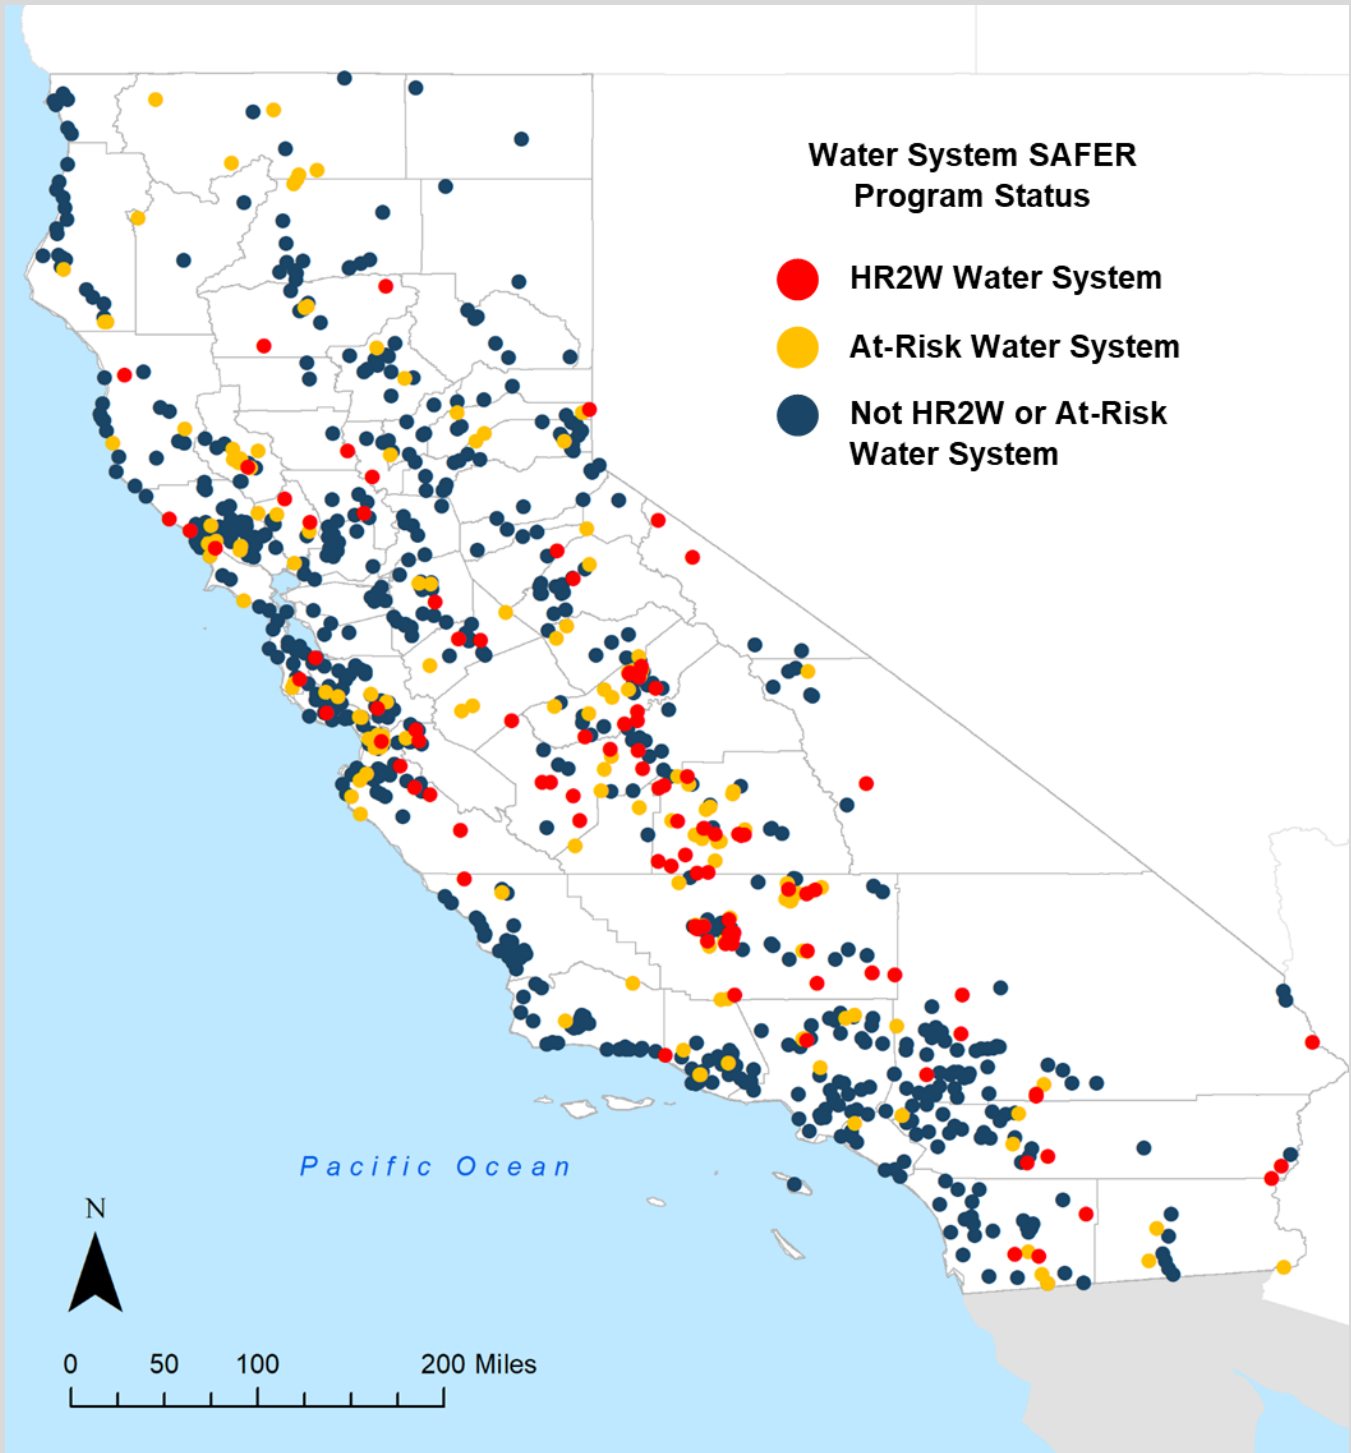 Water System SAFER
Program Status
HR2W Water System
At-Risk Water System
Not HR2W or At-Risk
Water System
Pacific Ocean
N
0 50 100 200 Miles